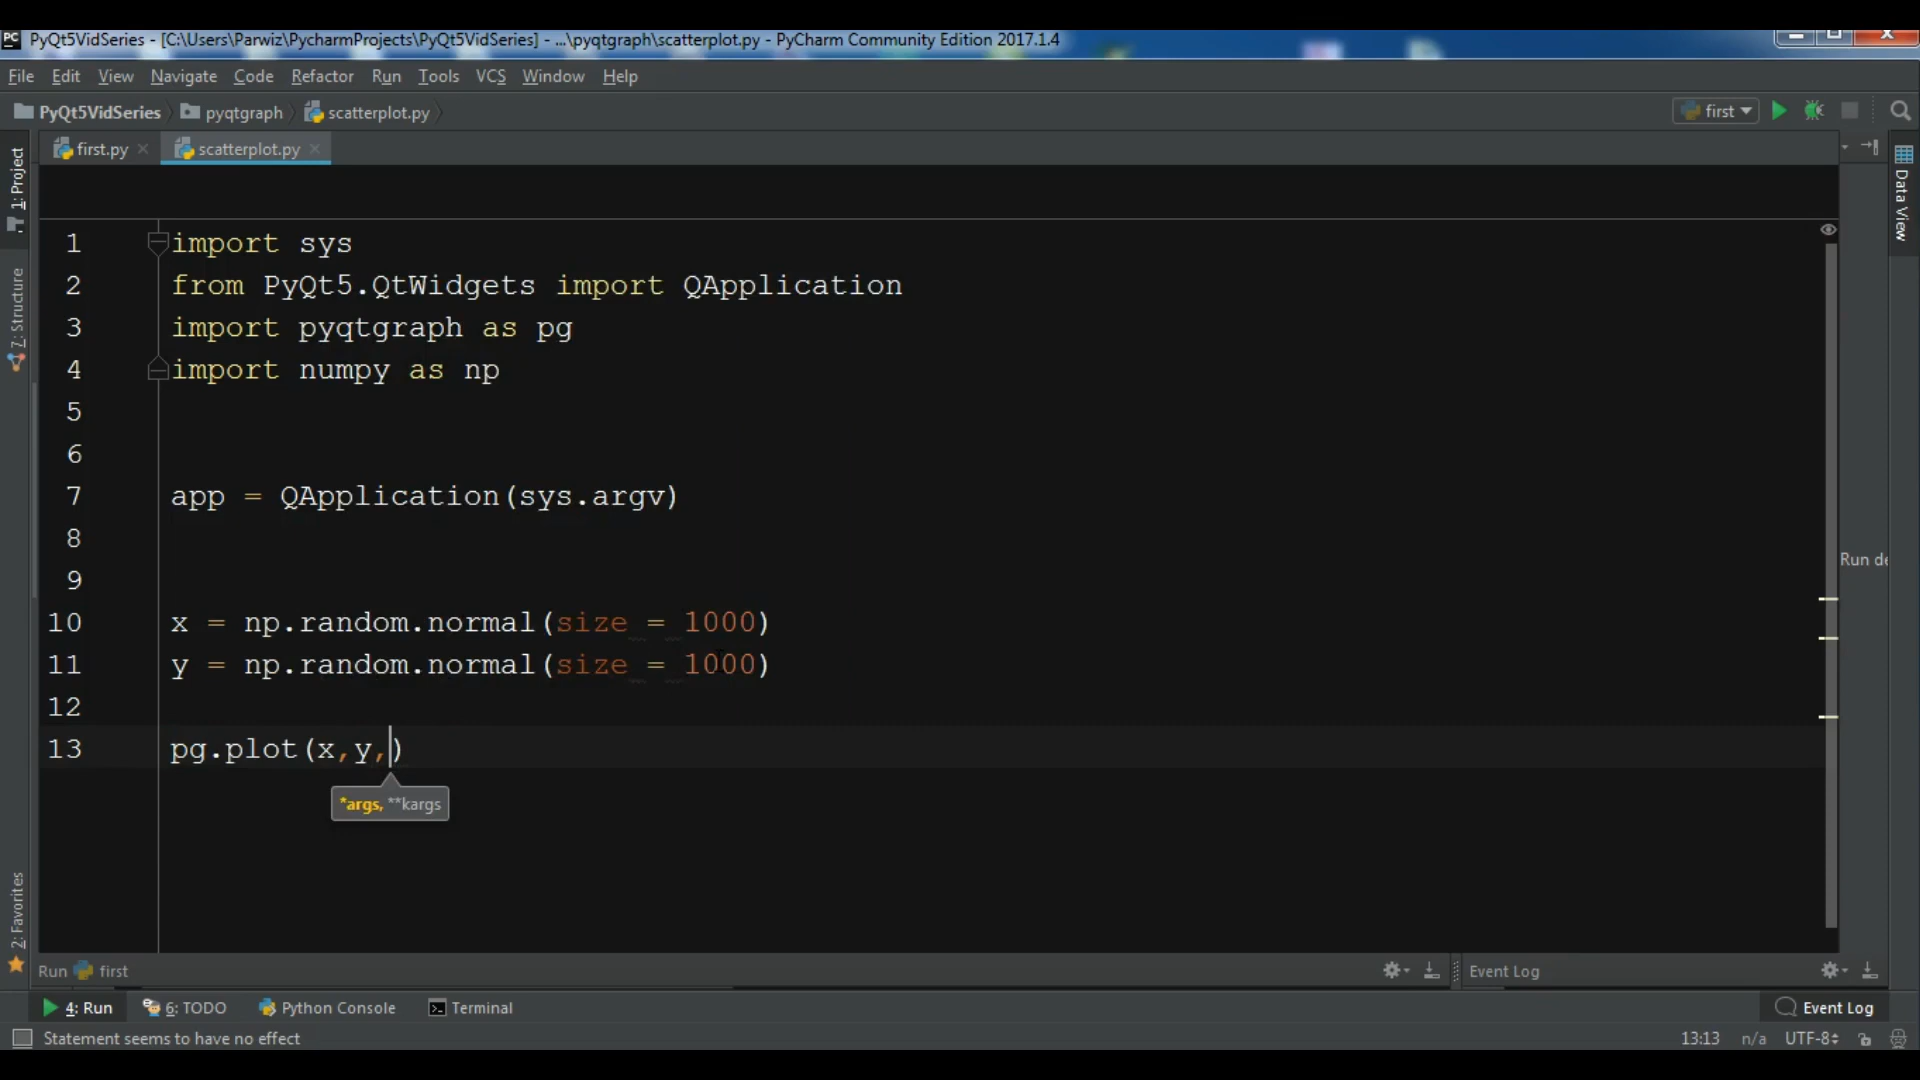 PC PyQt5VidSeries - [C:\Users\Parwiz\PycharmProjects\PyQt5VidSeries] - ...\pyqtgraph\scatterplot.py - PyCharm Community Edition 2017.1.4
File Edit View Navigate Code Refactor Run Tools VCS Window Help
PyQt5VidSeries pyqtgraph scatterplot.py first
first.py scatterplot.py
1: Project
7: Structure
2: Favorites
Data View
1 import sys
2 from PyQt5.QtWidgets import QApplication
3 import pyqtgraph as pg
4 import numpy as np
5
6
7 app = QApplication(sys.argv)
8
9
Run de
10 x = np.random.normal(size = 1000)
11 y = np.random.normal(size = 1000)
12
13 pg.plot(x,y,)
*args, **kargs
Run first Event Log
4: Run 6: TODO Python Console Terminal Event Log
Statement seems to have no effect 13:13 n/a UTF-8